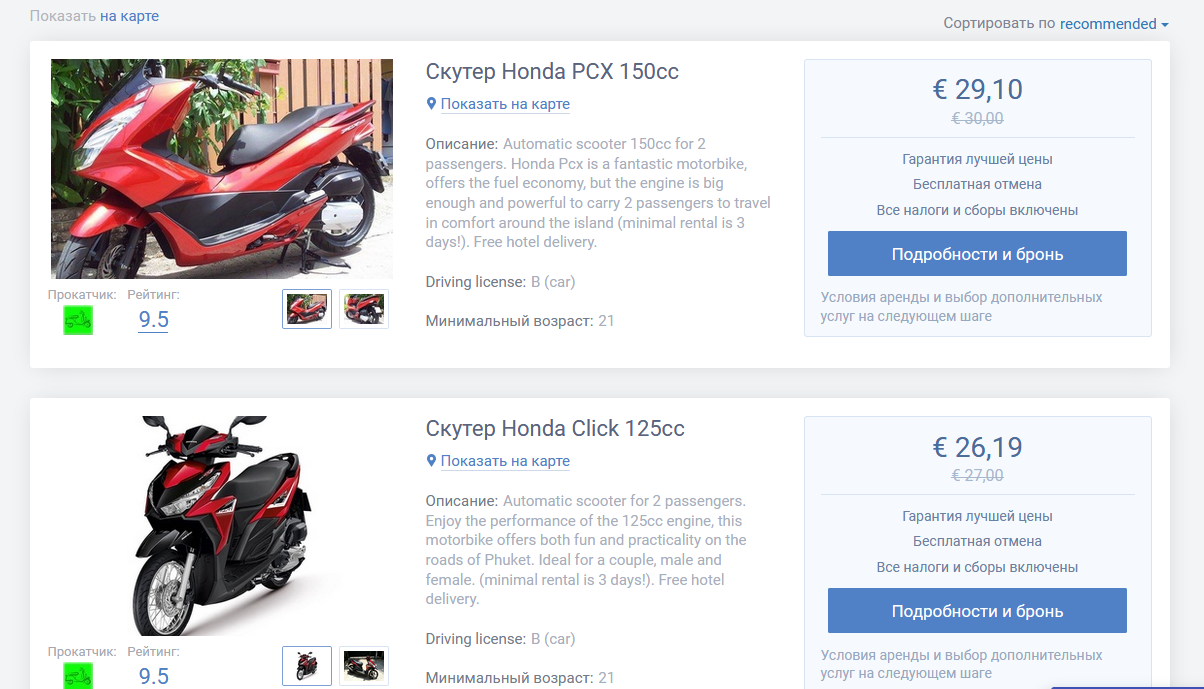 Показать на карте
Сортировать по recommended
Скутер Honda PCX 150cc
Показать на карте
Описание: Automatic scooter 150cc for 2
passengers. Honda Pcx is a fantastic motorbike,
offers the fuel economy, but the engine is big
enough and powerful to carry 2 passengers to travel
in comfort around the island (minimal rental is 3
days!). Free hotel delivery.
Driving license: B (car)
Минимальный возраст: 21
Прокатчик: Рейтинг:
9.5
€ 29,10
€ 30,00
Гарантия лучшей цены
Бесплатная отмена
Все налоги и сборы включены
Подробности и бронь
Условия аренды и выбор дополнительных
услуг на следующем шаге
Скутер Honda Click 125cc
Показать на карте
Описание: Automatic scooter for 2 passengers.
Enjoy the performance of the 125cc engine, this
motorbike offers both fun and practicality on the
roads of Phuket. Ideal for a couple, male and
female. (minimal rental is 3 days!). Free hotel
delivery.
Driving license: B (car)
Минимальный возраст: 21
Прокатчик: Рейтинг:
9.5
€ 26,19
€ 27,00
Гарантия лучшей цены
Бесплатная отмена
Все налоги и сборы включены
Подробности и бронь
Условия аренды и выбор дополнительных
услуг на следующем шаге